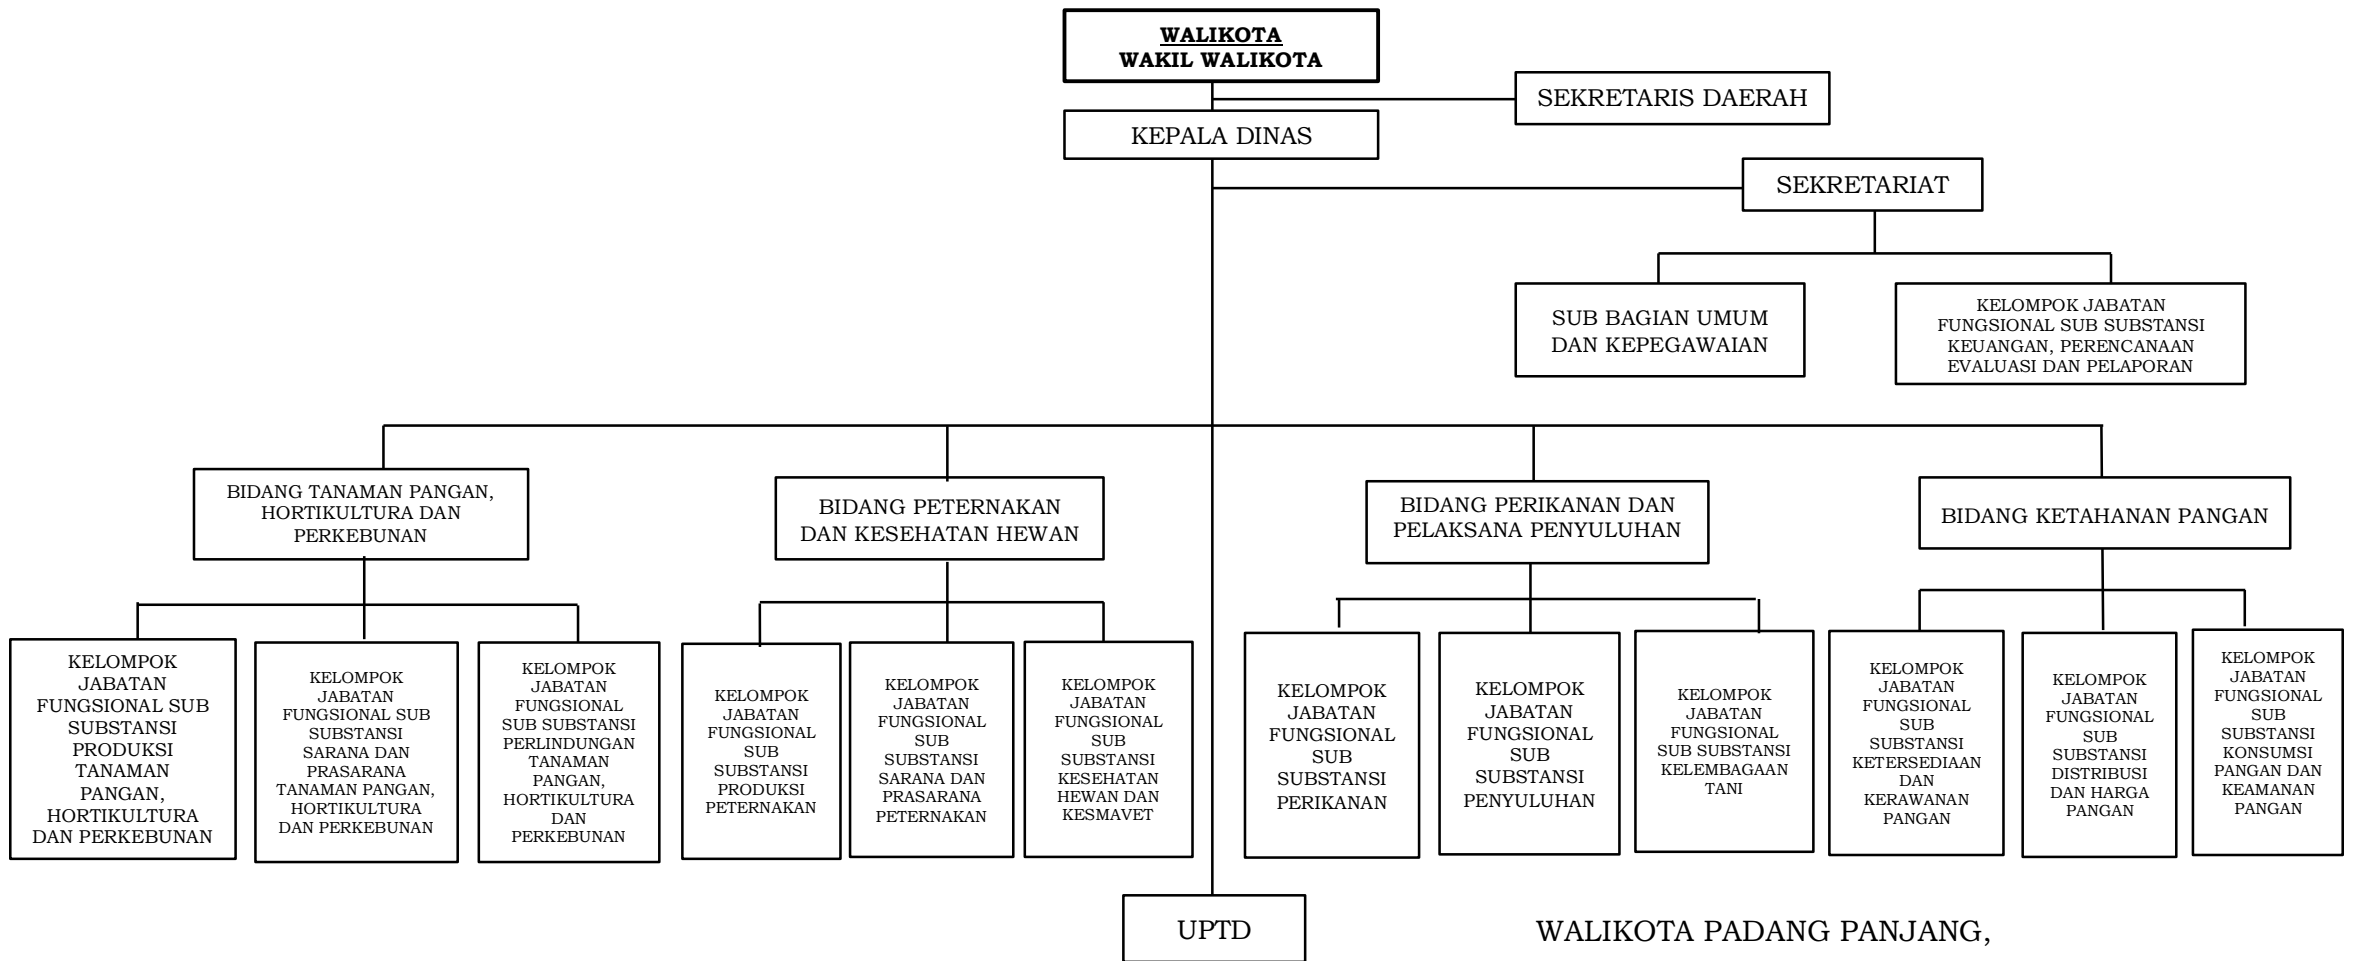 WALIKOTA
WAKIL WALIKOTA
SEKRETARIS DAERAH
KEPALA DINAS
SEKRETARIAT
SUB BAGIAN UMUM
DAN KEPEGAWAIAN
KELOMPOK JABATAN
FUNGSIONAL SUB SUBSTANSI
KEUANGAN, PERENCANAAN
EVALUASI DAN PELAPORAN
BIDANG TANAMAN PANGAN,
HORTIKULTURA DAN
PERKEBUNAN
BIDANG PETERNAKAN
DAN KESEHATAN HEWAN
BIDANG PERIKANAN DAN
PELAKSANA PENYULUHAN
BIDANG KETAHANAN PANGAN
KELOMPOK
JABATAN
FUNGSIONAL SUB
SUBSTANSI
PRODUKSI
TANAMAN
PANGAN,
HORTIKULTURA
DAN PERKEBUNAN
KELOMPOK
JABATAN
FUNGSIONAL SUB
SUBSTANSI
SARANA DAN
PRASARANA
TANAMAN PANGAN,
HORTIKULTURA
DAN PERKEBUNAN
KELOMPOK
JABATAN
FUNGSIONAL
SUB SUBSTANSI
PERLINDUNGAN
TANAMAN
PANGAN,
HORTIKULTURA
DAN
PERKEBUNAN
KELOMPOK
JABATAN
FUNGSIONAL
SUB
SUBSTANSI
PRODUKSI
PETERNAKAN
KELOMPOK
JABATAN
FUNGSIONAL
SUB
SUBSTANSI
SARANA DAN
PRASARANA
PETERNAKAN
KELOMPOK
JABATAN
FUNGSIONAL
SUB
SUBSTANSI
KESEHATAN
HEWAN DAN
KESMAVET
KELOMPOK
JABATAN
FUNGSIONAL
SUB
SUBSTANSI
PERIKANAN
KELOMPOK
JABATAN
FUNGSIONAL
SUB
SUBSTANSI
PENYULUHAN
KELOMPOK
JABATAN
FUNGSIONAL
SUB SUBSTANSI
KELEMBAGAAN
TANI
KELOMPOK
JABATAN
FUNGSIONAL
SUB
SUBSTANSI
KETERSEDIAAN
DAN
KERAWANAN
PANGAN
KELOMPOK
JABATAN
FUNGSIONAL
SUB
SUBSTANSI
DISTRIBUSI
DAN HARGA
PANGAN
KELOMPOK
JABATAN
FUNGSIONAL
SUB
SUBSTANSI
KONSUMSI
PANGAN DAN
KEAMANAN
PANGAN
UPTD
WALIKOTA PADANG PANJANG,